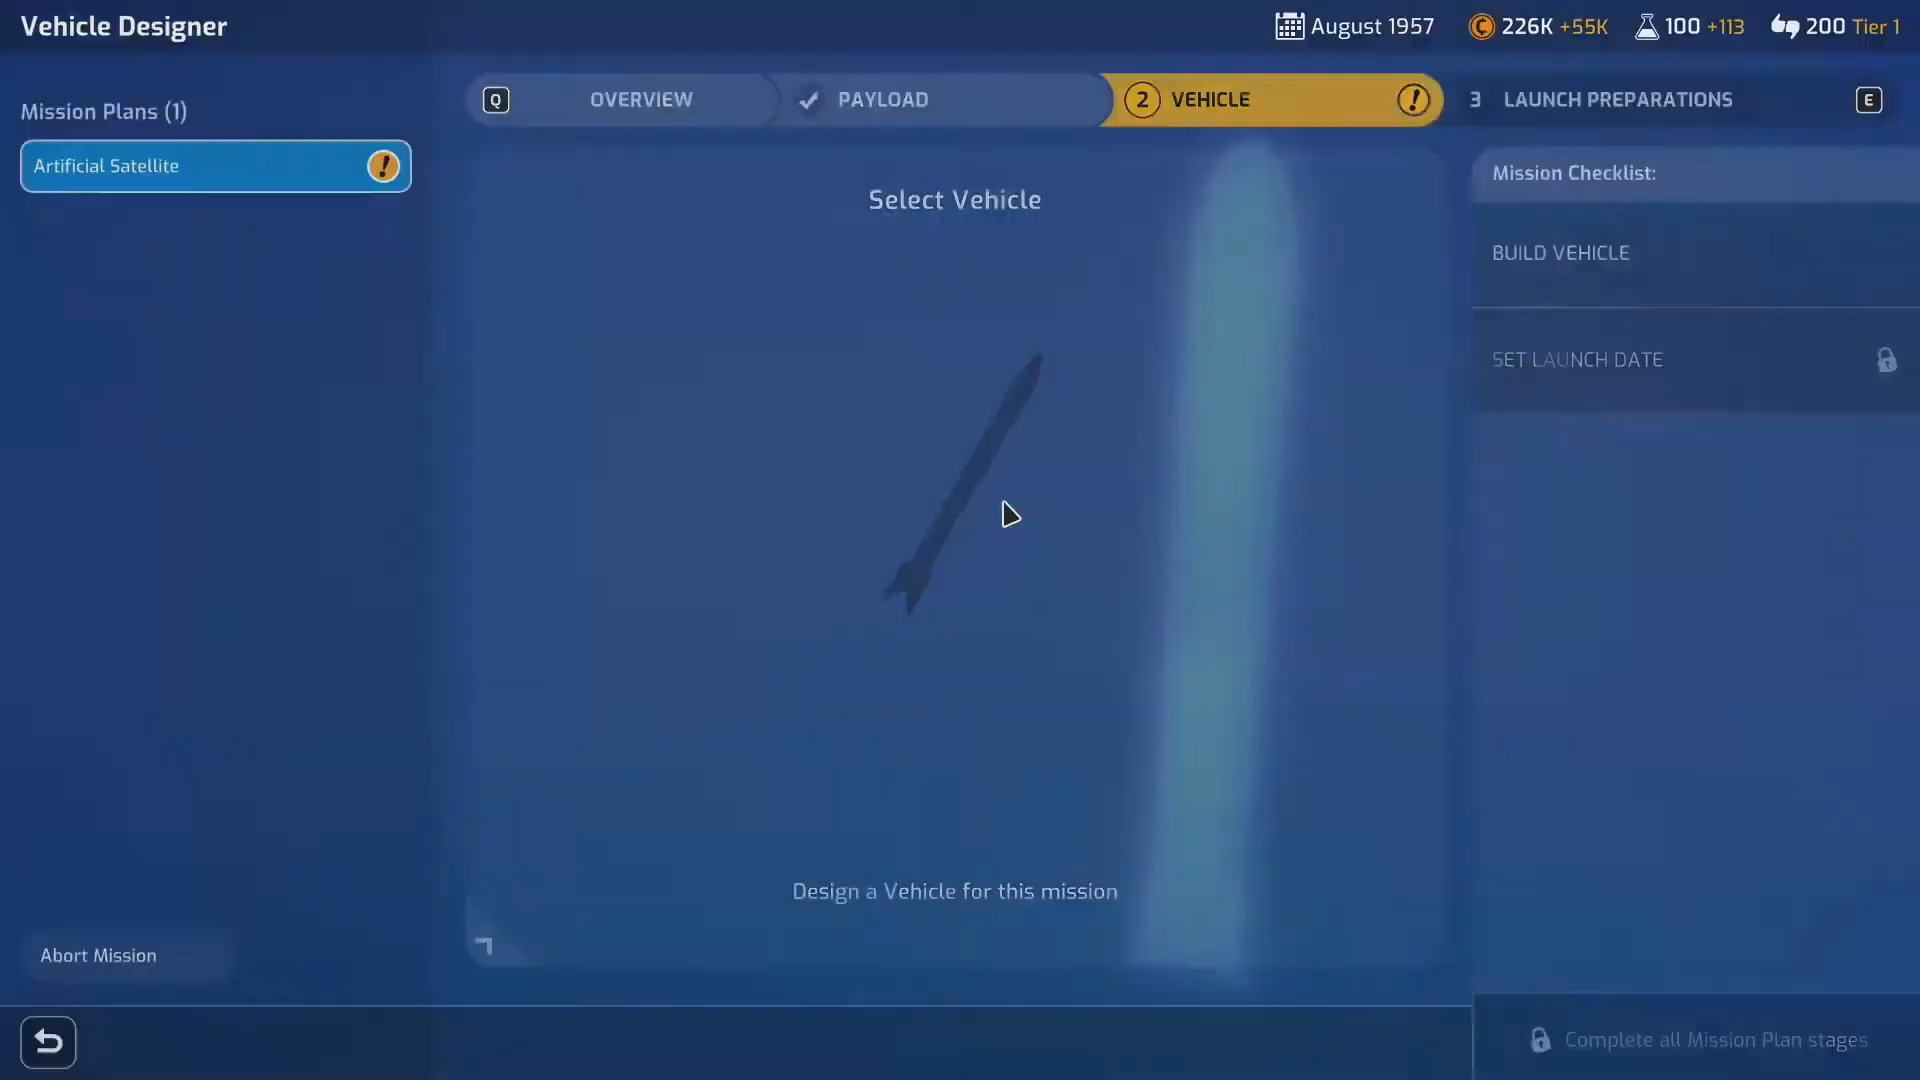 Vehicle Designer
August 1957
226K +55K
100 +113
200 Tier 1
Mission Plans (1)
Artificial Satellite
Q
OVERVIEW
PAYLOAD
2 VEHICLE
3 LAUNCH PREPARATIONS
E
Select Vehicle
Design a Vehicle for this mission
Mission Checklist:
BUILD VEHICLE
SET LAUNCH DATE
Abort Mission
Complete all Mission Plan stages